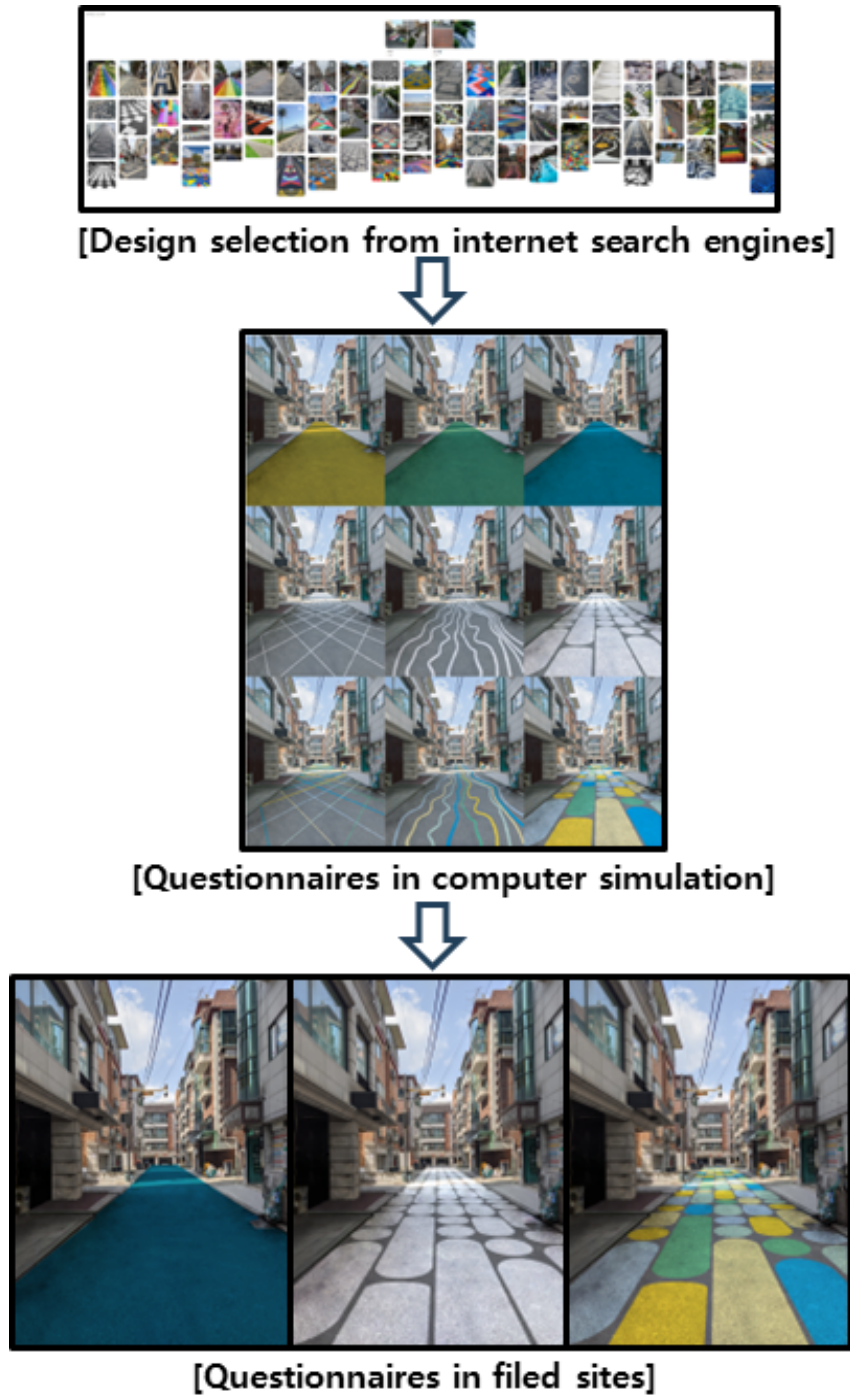 [Design selection from internet search engines]
[Questionnaires in computer simulation]
[Questionnaires in filed sites]